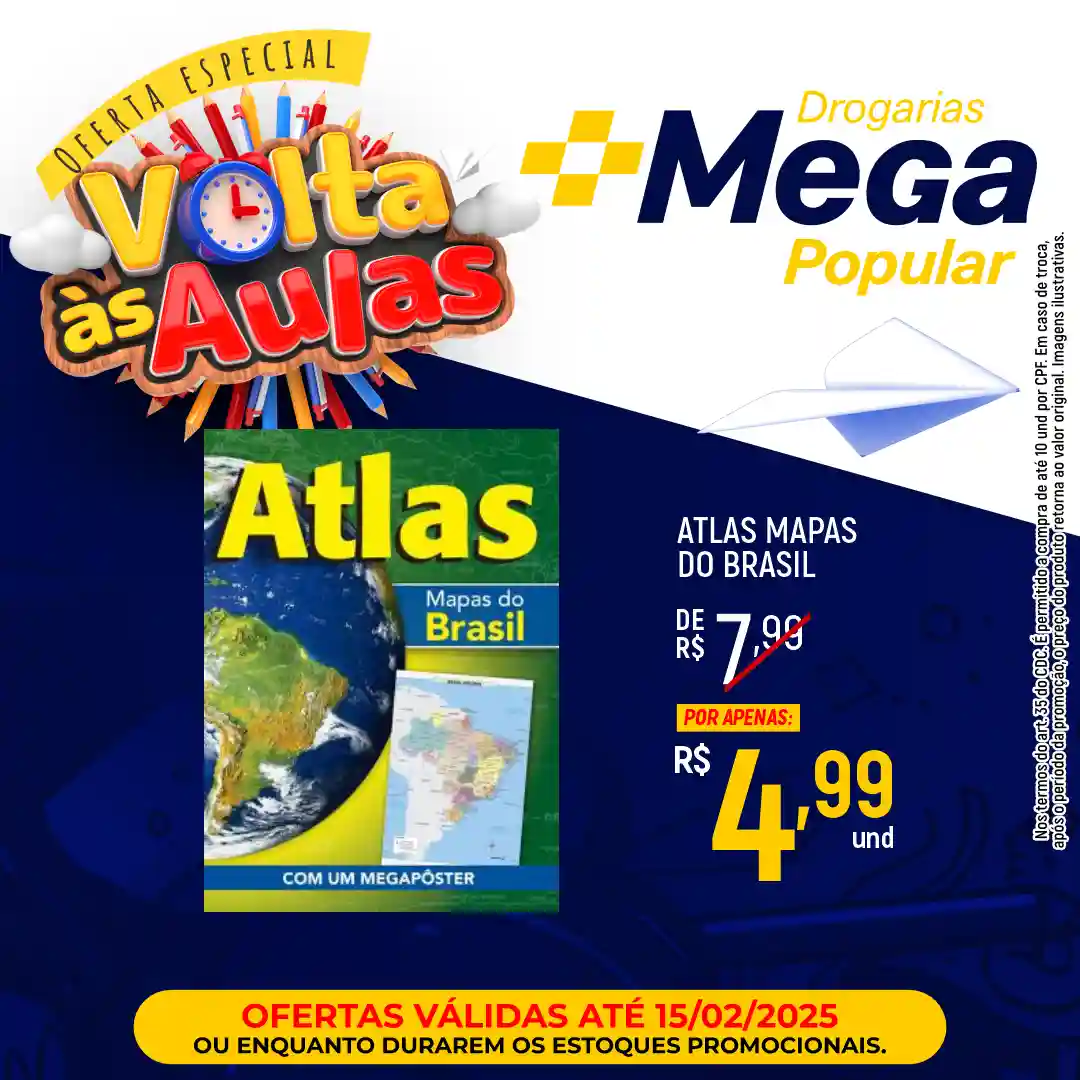 OFERTA ESPECIAL
Volta
às Aulas
Drogarias
Mega
Popular
Atlas
Mapas do
Brasil
COM UM MEGAPÔSTER
ATLAS MAPAS
DO BRASIL
DE
R$ 7,99
POR APENAS:
R$ 4,99
und
Nos termos do art. 35 do CDC. É permitido a compra de até 10 und por CPF. Em caso de troca,
após o período da promoção, o preço do produto retorna ao valor original. Imagens ilustrativas.
OFERTAS VÁLIDAS ATÉ 15/02/2025
OU ENQUANTO DURAREM OS ESTOQUES PROMOCIONAIS.